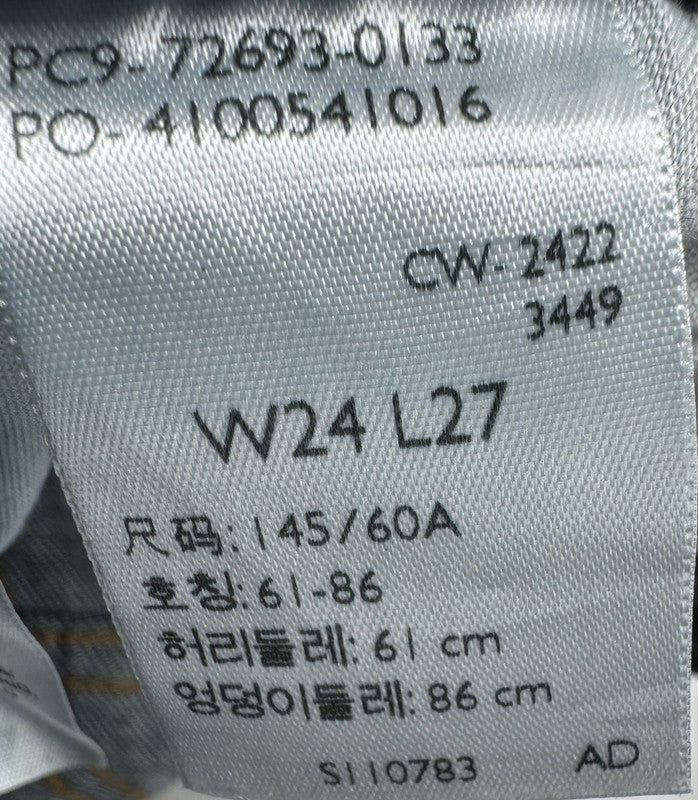 PC9-72693-0133
PO-4100541016
CW-2422
3449
W24 L27
尺码:145/60A
호칭:61-86
허리둘레:61 cm
엉덩이둘레:86 cm
S110783 AD